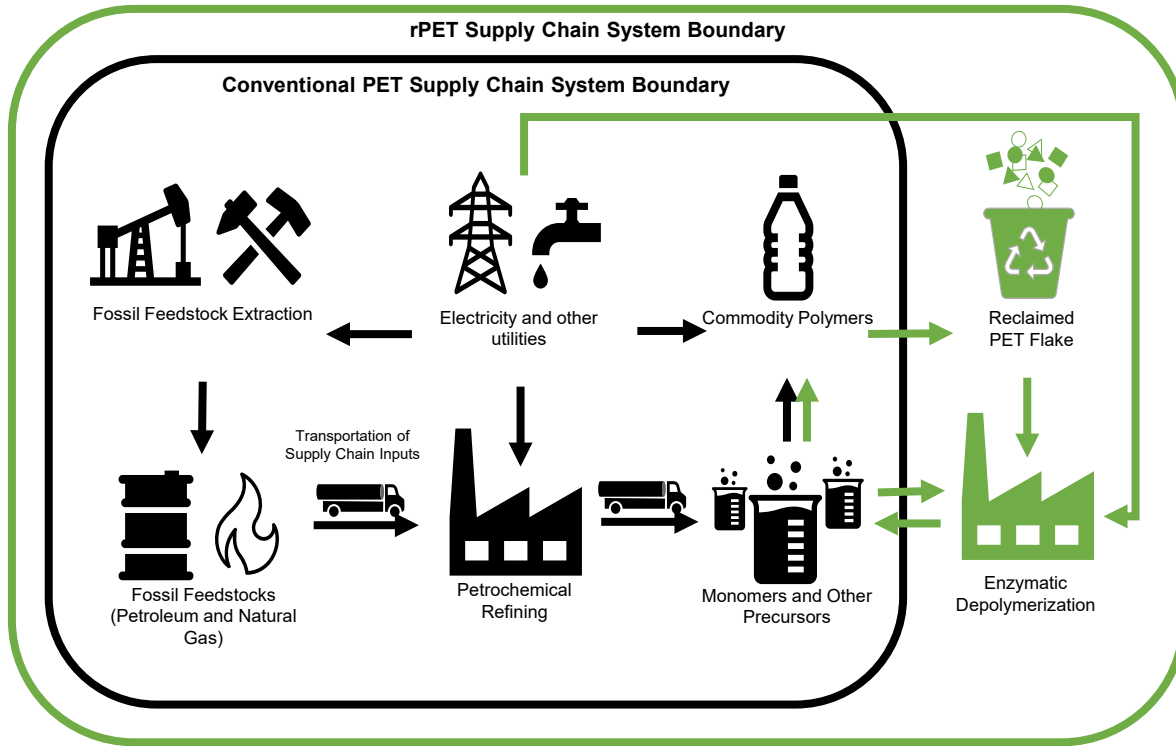 rPET Supply Chain System Boundary
Conventional PET Supply Chain System Boundary
Fossil Feedstock Extraction
Electricity and other
utilities
Commodity Polymers
Reclaimed
PET Flake
Transportation of
Supply Chain Inputs
Fossil Feedstocks
(Petroleum and Natural
Gas)
Petrochemical
Refining
Monomers and Other
Precursors
Enzymatic
Depolymerization